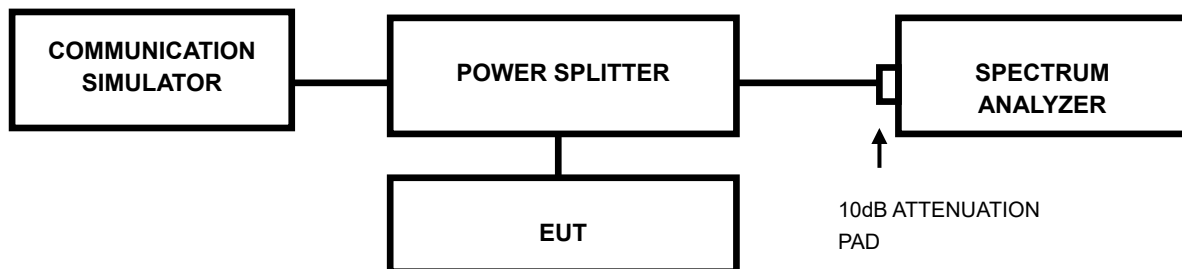 COMMUNICATION
SIMULATOR
POWER SPLITTER
SPECTRUM
ANALYZER
EUT
10dB ATTENUATION
PAD